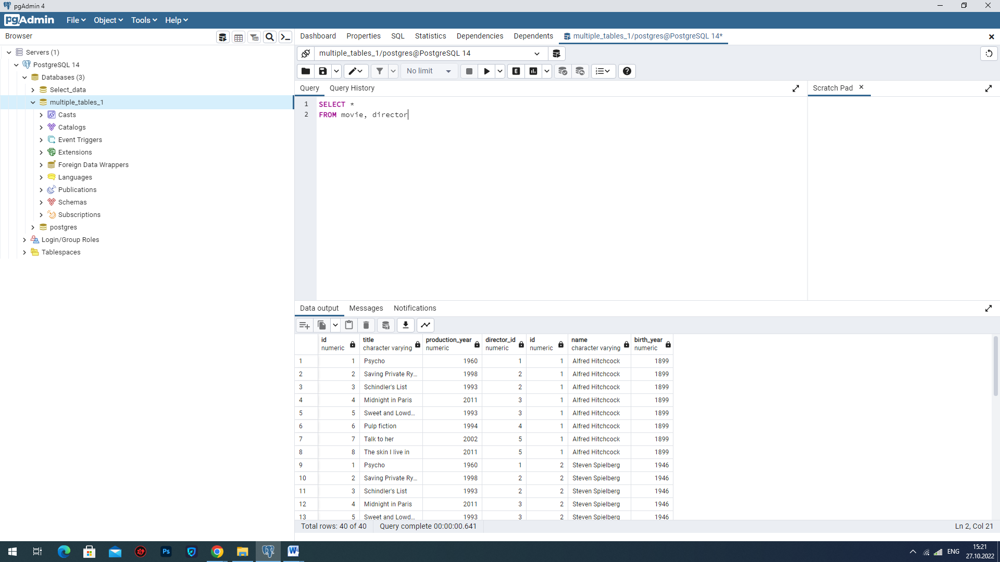 pgAdmin 4
pgAdmin File Object Tools Help
Browser
Dashboard Properties SQL Statistics Dependencies Dependents multiple_tables_1/postgres@PostgreSQL 14*
Servers (1)
PostgreSQL 14
Databases (3)
Select_data
multiple_tables_1
Casts
Catalogs
Event Triggers
Extensions
Foreign Data Wrappers
Languages
Publications
Schemas
Subscriptions
postgres
Login/Group Roles
Tablespaces
multiple_tables_1/postgres@PostgreSQL 14
No limit
E
Query Query History
Scratch Pad
1 SELECT *
2 FROM movie, director
Data output Messages Notifications
id title production_year director_id id name birth_year
numeric character varying numeric numeric numeric character varying numeric
1 1 Psycho 1960 1 1 Alfred Hitchcock 1899
2 2 Saving Private Ry... 1998 2 1 Alfred Hitchcock 1899
3 3 Schindler's List 1993 2 1 Alfred Hitchcock 1899
4 4 Midnight in Paris 2011 3 1 Alfred Hitchcock 1899
5 5 Sweet and Lowd... 1993 3 1 Alfred Hitchcock 1899
6 6 Pulp fiction 1994 4 1 Alfred Hitchcock 1899
7 7 Talk to her 2002 5 1 Alfred Hitchcock 1899
8 8 The skin I live in 2011 5 1 Alfred Hitchcock 1899
9 1 Psycho 1960 1 2 Steven Spielberg 1946
10 2 Saving Private Ry... 1998 2 2 Steven Spielberg 1946
11 3 Schindler's List 1993 2 2 Steven Spielberg 1946
12 4 Midnight in Paris 2011 3 2 Steven Spielberg 1946
13 5 Sweet and Lowd... 1993 3 2 Steven Spielberg 1946
Total rows: 40 of 40 Query complete 00:00:00.641 Ln 2, Col 21
Ps
W
ENG
15:21
27.10.2022